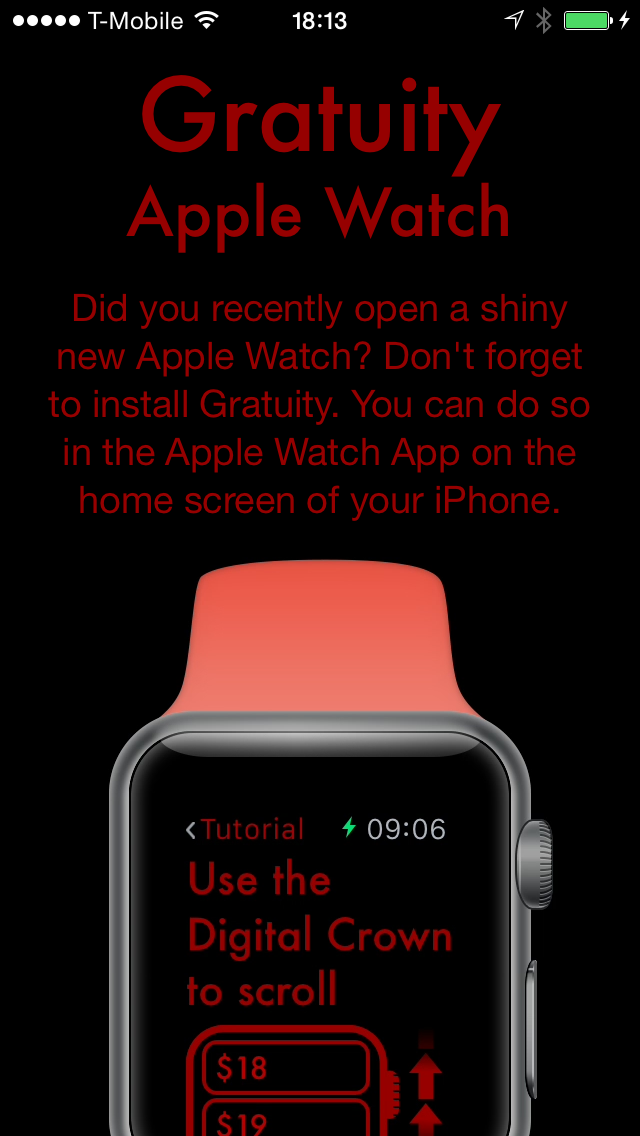 T-Mobile 18:13
Gratuity
Apple Watch
Did you recently open a shiny
new Apple Watch? Don't forget
to install Gratuity. You can do so
in the Apple Watch App on the
home screen of your iPhone.
Tutorial 09:06
Use the
Digital Crown
to scroll
$18
$19